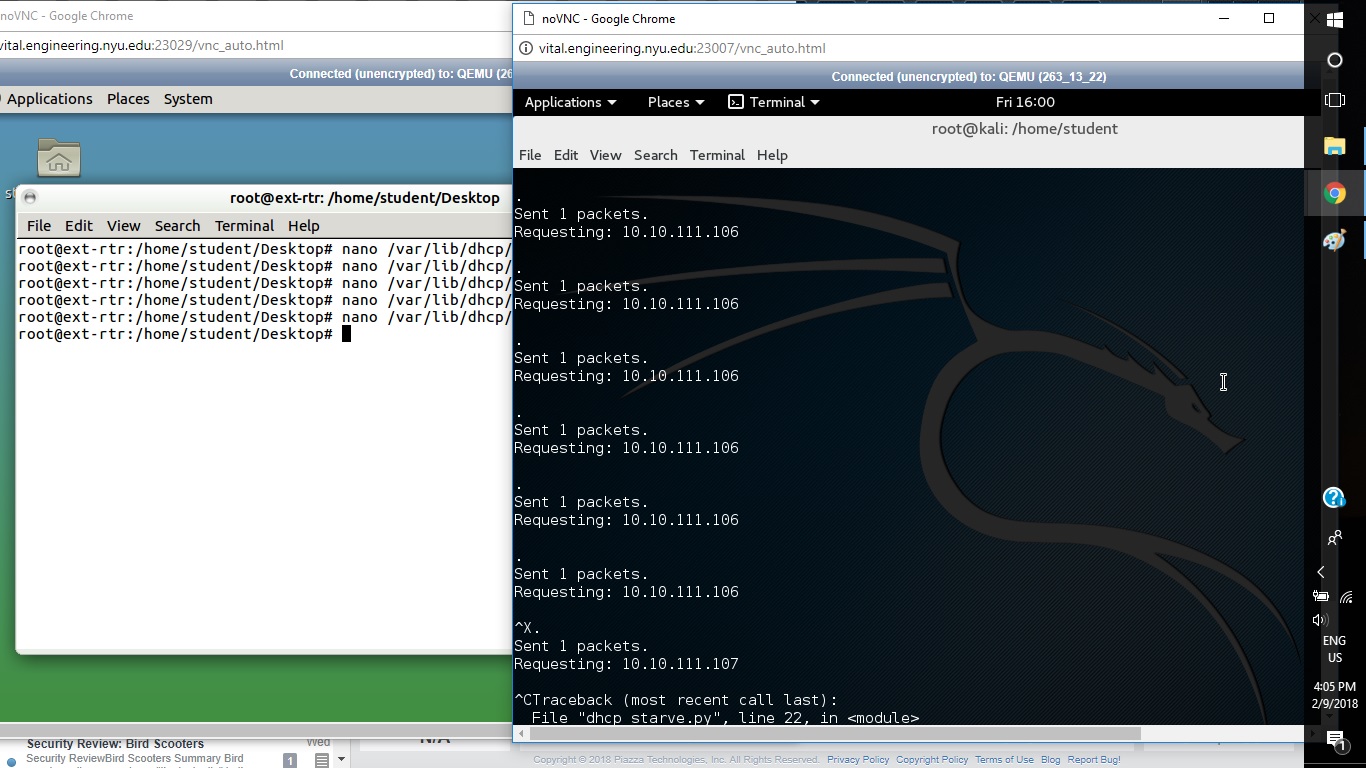 noVNC - Google Chrome
vital.engineering.nyu.edu:23029/vnc_auto.html
Connected (unencrypted) to: QEMU (26
Applications Places System
root@ext-rtr: /home/student/Desktop
File Edit View Search Terminal Help
root@ext-rtr:/home/student/Desktop# nano /var/lib/dhcp/
root@ext-rtr:/home/student/Desktop# nano /var/lib/dhcp/
root@ext-rtr:/home/student/Desktop# nano /var/lib/dhcp/
root@ext-rtr:/home/student/Desktop# nano /var/lib/dhcp/
root@ext-rtr:/home/student/Desktop# nano /var/lib/dhcp/
root@ext-rtr:/home/student/Desktop#
noVNC - Google Chrome
vital.engineering.nyu.edu:23007/vnc_auto.html
Connected (unencrypted) to: QEMU (263_13_22)
Applications Places Terminal Fri 16:00
root@kali: /home/student
File Edit View Search Terminal Help
.
Sent 1 packets.
Requesting: 10.10.111.106
.
Sent 1 packets.
Requesting: 10.10.111.106
.
Sent 1 packets.
Requesting: 10.10.111.106
.
Sent 1 packets.
Requesting: 10.10.111.106
.
Sent 1 packets.
Requesting: 10.10.111.106
.
Sent 1 packets.
Requesting: 10.10.111.106
^X.
Sent 1 packets.
Requesting: 10.10.111.107
^CTraceback (most recent call last):
File "dhcp_starve.py", line 22, in <module>
Security Review: Bird Scooters Wed
Security ReviewBird Scooters Summary Bird
1
N/A
Copyright © 2018 Piazza Technologies, Inc. All Rights Reserved. Privacy Policy Copyright Policy Terms of Use Blog Report Bug!
ENG
US
4:05 PM
2/9/2018
1